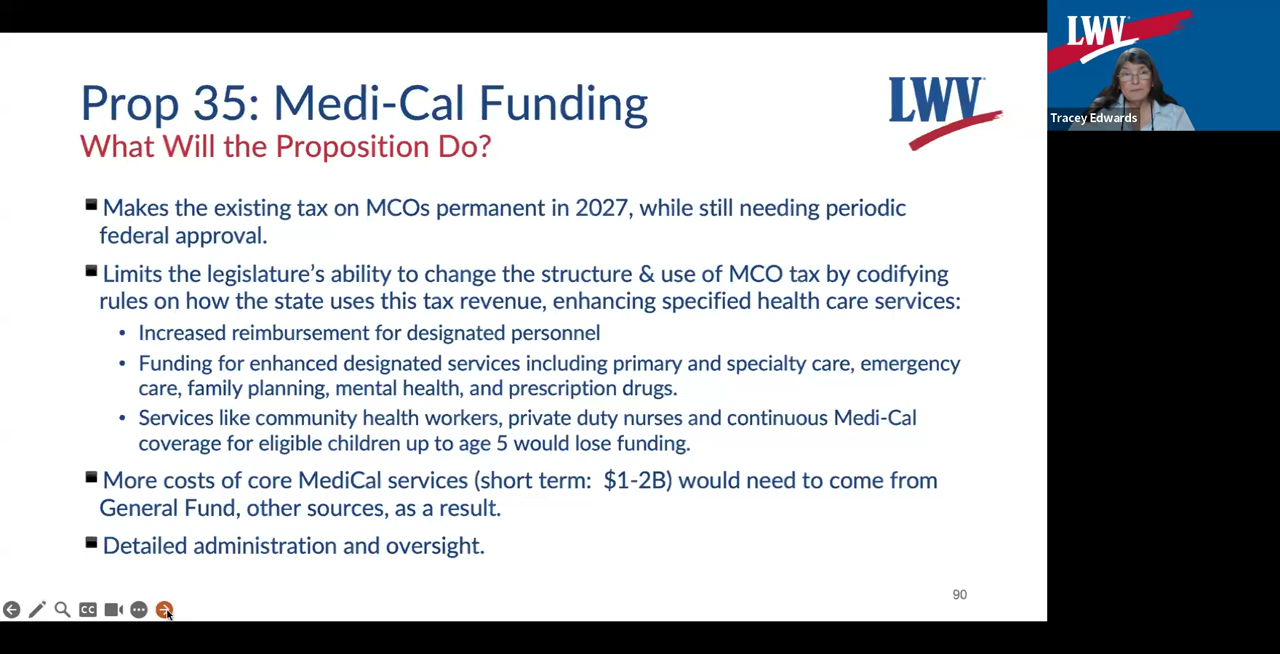 Prop 35: Medi-Cal Funding
What Will the Proposition Do?
LWV
Makes the existing tax on MCOs permanent in 2027, while still needing periodic
federal approval.
Limits the legislature's ability to change the structure & use of MCO tax by codifying
rules on how the state uses this tax revenue, enhancing specified health care services:
• Increased reimbursement for designated personnel
• Funding for enhanced designated services including primary and specialty care, emergency
care, family planning, mental health, and prescription drugs.
• Services like community health workers, private duty nurses and continuous Medi-Cal
coverage for eligible children up to age 5 would lose funding.
More costs of core MediCal services (short term:  $1-2B) would need to come from
General Fund, other sources, as a result.
Detailed administration and oversight.
90
CC
LWV
Tracey Edwards